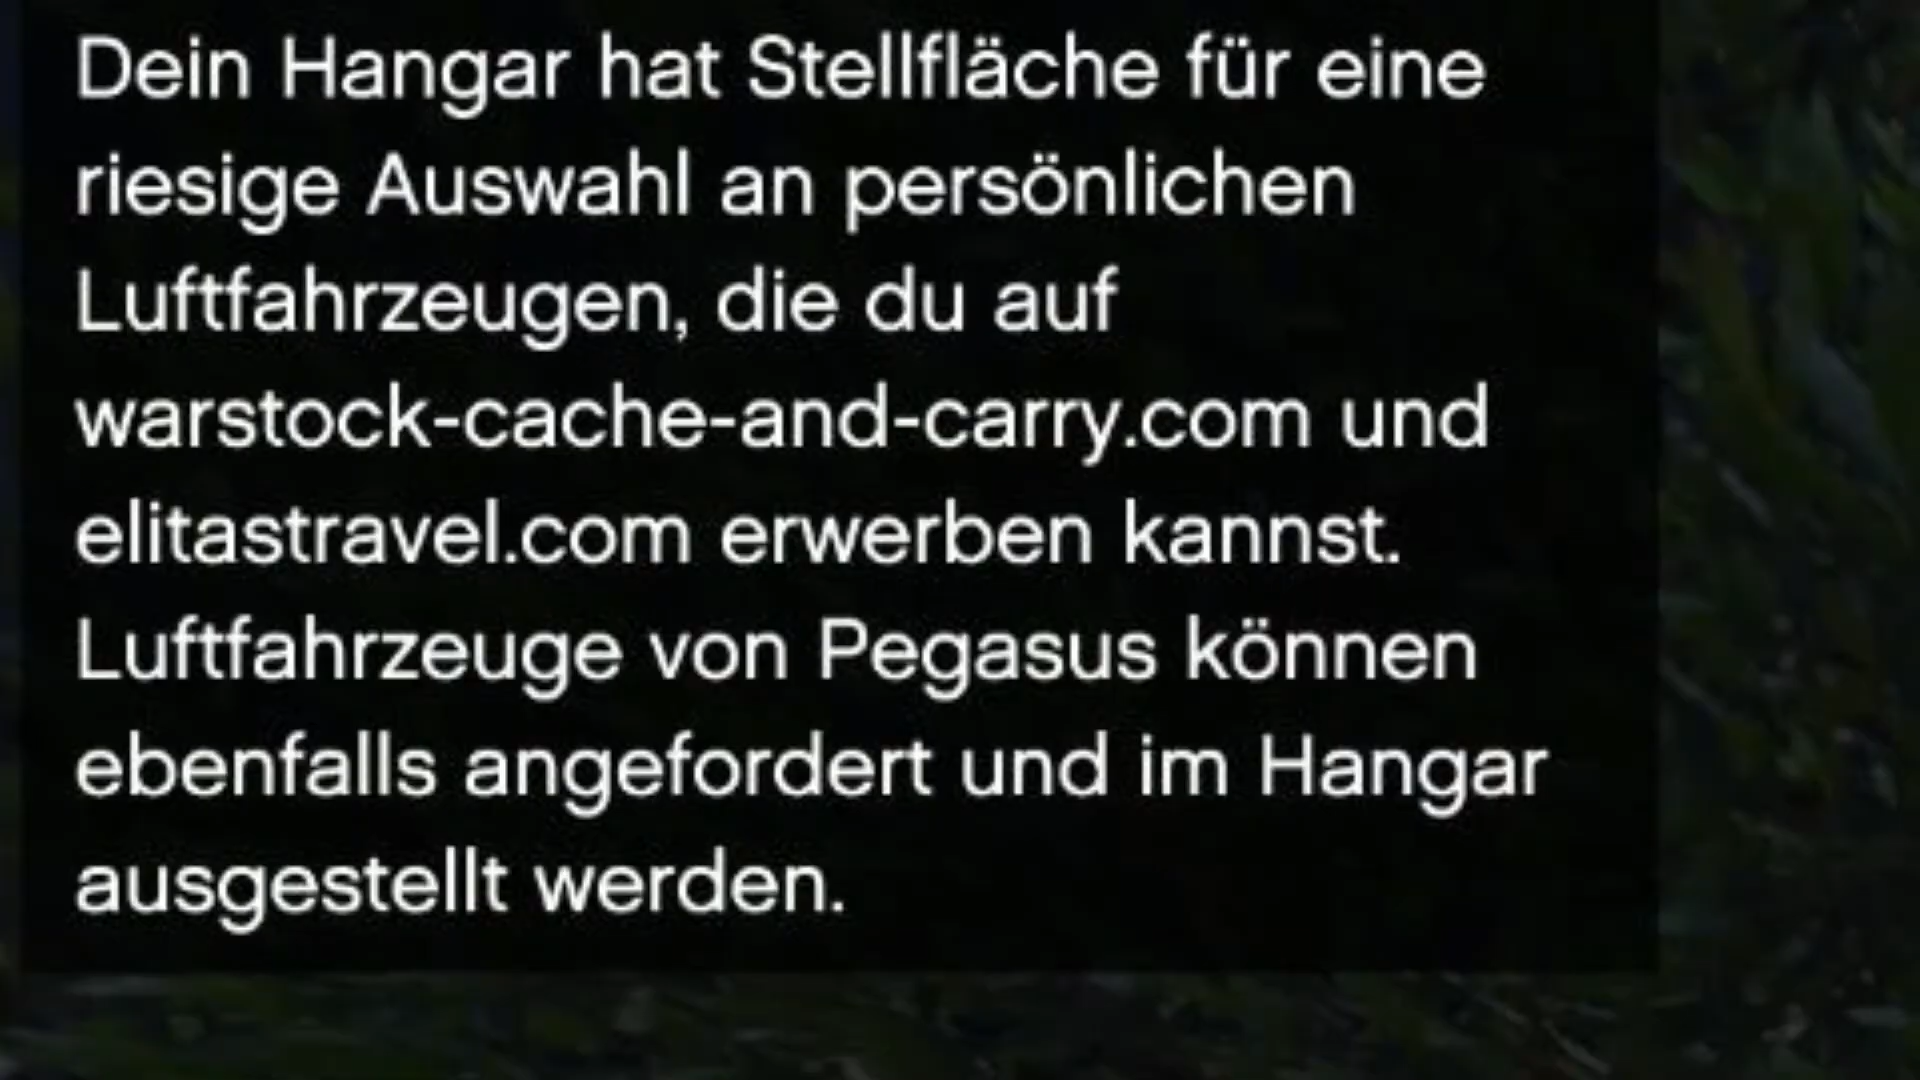 Dein Hangar hat Stellfläche für eine
riesige Auswahl an persönlichen
Luftfahrzeugen, die du auf
warstock-cache-and-carry.com und
elitastravel.com erwerben kannst.
Luftfahrzeuge von Pegasus können
ebenfalls angefordert und im Hangar
ausgestellt werden.